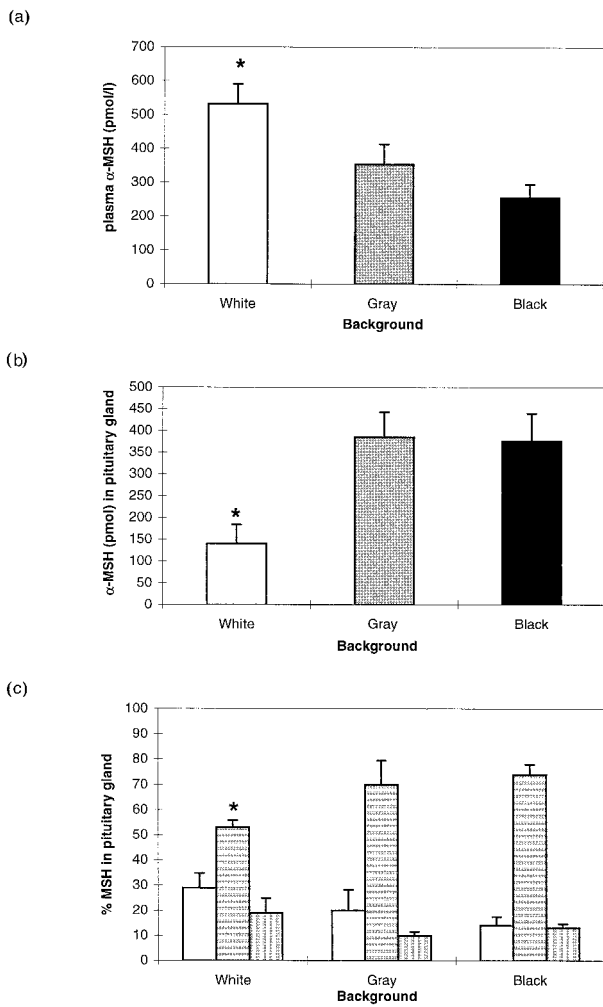 (a)
700
600
500
400
300
200
100
0
plasma α-MSH (pmol/l)
*
White
Gray
Black
Background
(b)
500
450
400
350
300
250
200
150
100
50
0
α-MSH (pmol) in pituitary gland
*
White
Gray
Black
Background
(c)
100
90
80
70
60
50
40
30
20
10
0
% MSH in pituitary gland
*
White
Gray
Black
Background